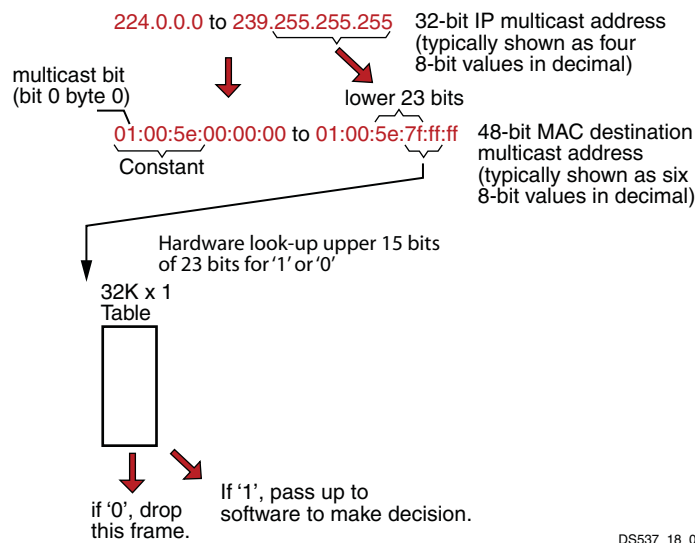 224.0.0.0 to 239.255.255.255
32-bit IP multicast address
(typically shown as four
8-bit values in decimal)
multicast bit
(bit 0 byte 0)
lower 23 bits
01:00:5e:00:00:00 to 01:00:5e:7f:ff:ff
Constant
48-bit MAC destination
multicast address
(typically shown as six
8-bit values in decimal)
Hardware look-up upper 15 bits
of 23 bits for ‘1’ or ‘0’
32K x 1
Table
if ‘0’, drop
this frame.
If ‘1’, pass up to
software to make decision.